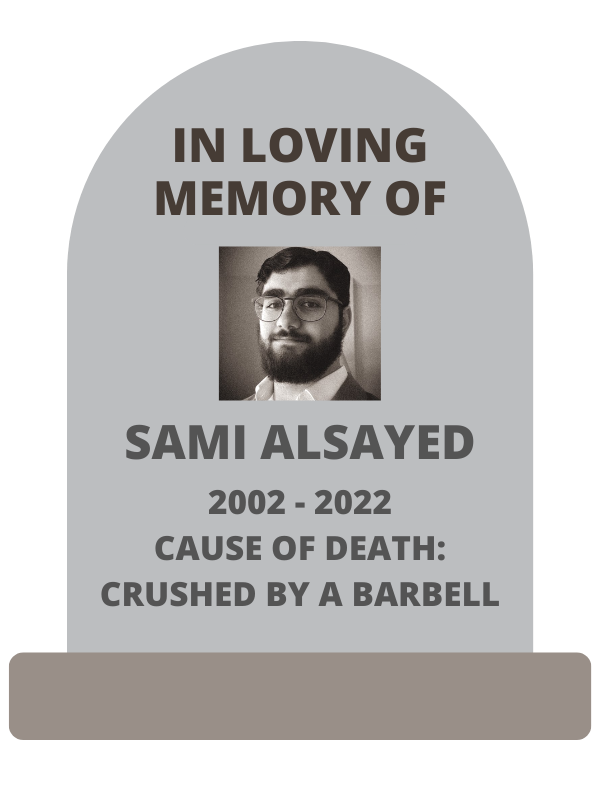 IN LOVING
MEMORY OF
SAMI ALSAYED
2002 - 2022
CAUSE OF DEATH:
CRUSHED BY A BARBELL